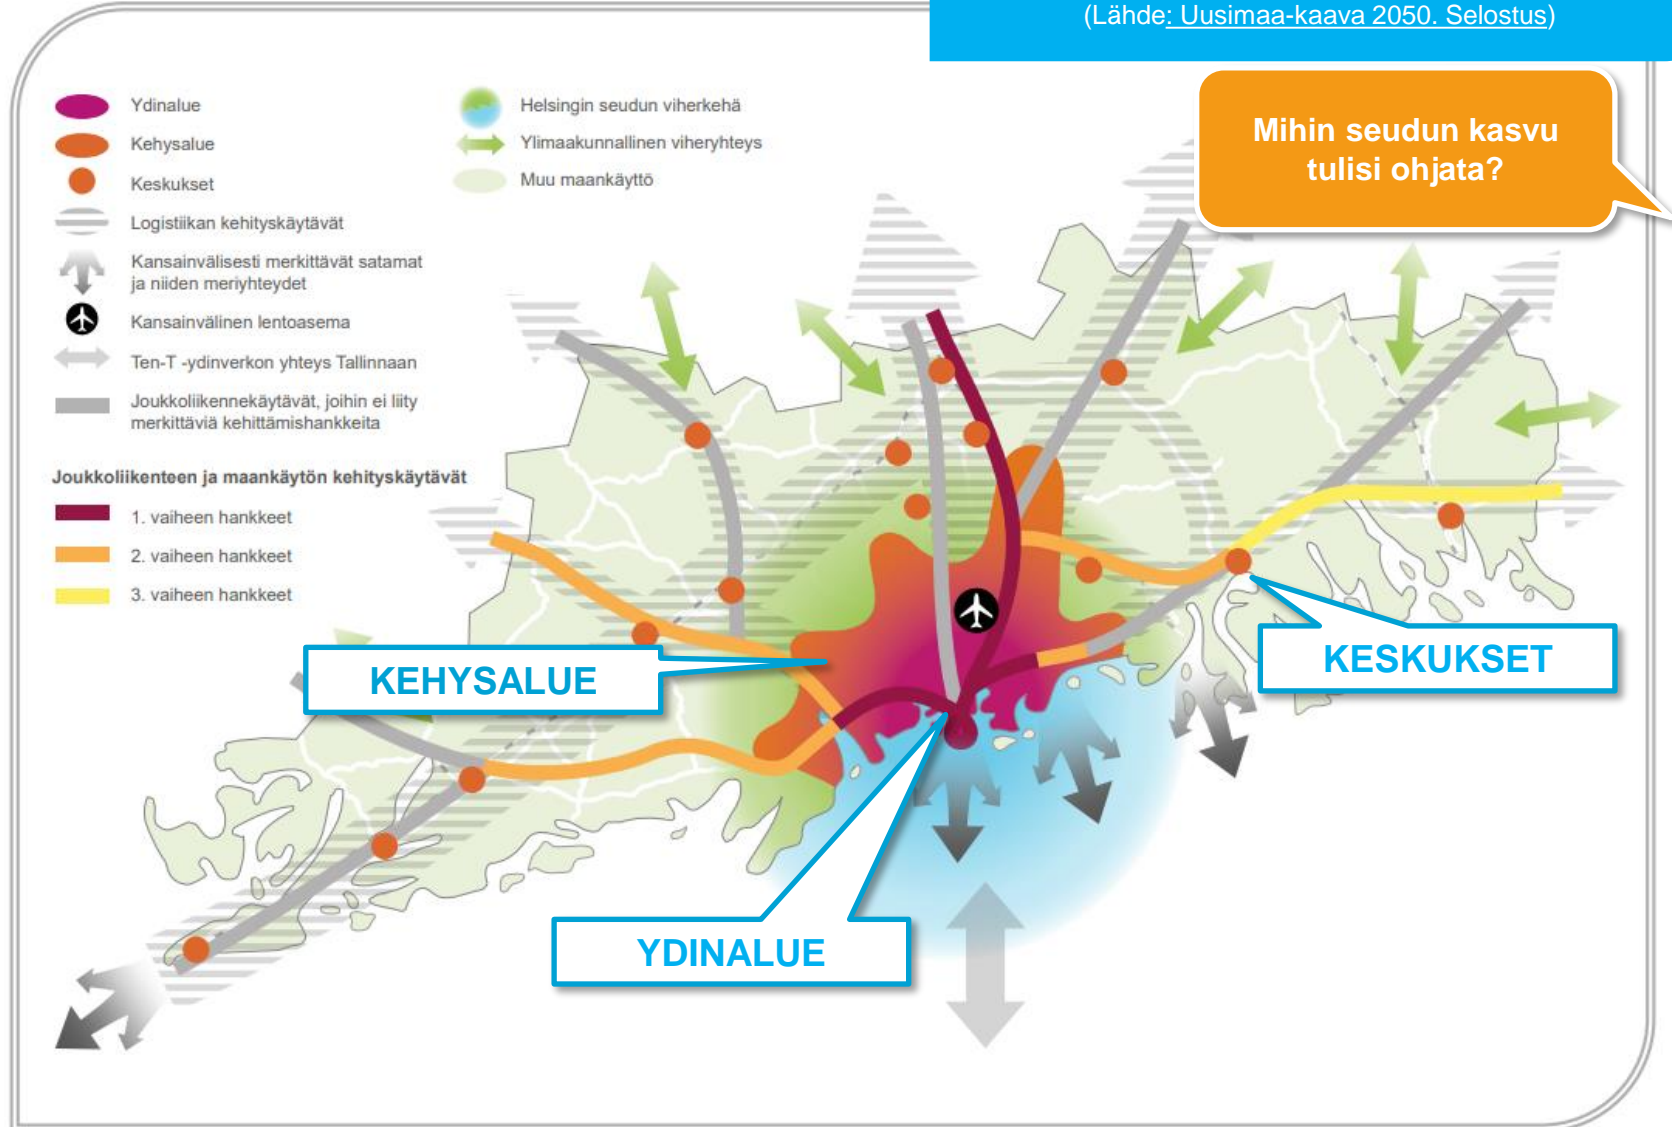 (Lähde: Uusimaa-kaava 2050. Selostus)
Mihin seudun kasvu
tulisi ohjata?
Ydinalue
Kehysalue
Keskukset
Logistiikan kehityskäytävät
Kansainvälisesti merkittävät satamat
ja niiden meriyhteydet
Kansainvälinen lentoasema
Ten-T -ydinverkon yhteys Tallinnaan
Joukkoliikennekäytävät, joihin ei liity
merkittäviä kehittämishankkeita
Helsingin seudun viherkehä
Ylimaakunnallinen viheryhteys
Muu maankäyttö
Joukkoliikenteen ja maankäytön kehityskäytävät
1. vaiheen hankkeet
2. vaiheen hankkeet
3. vaiheen hankkeet
KEHYSALUE
KESKUKSET
YDINALUE